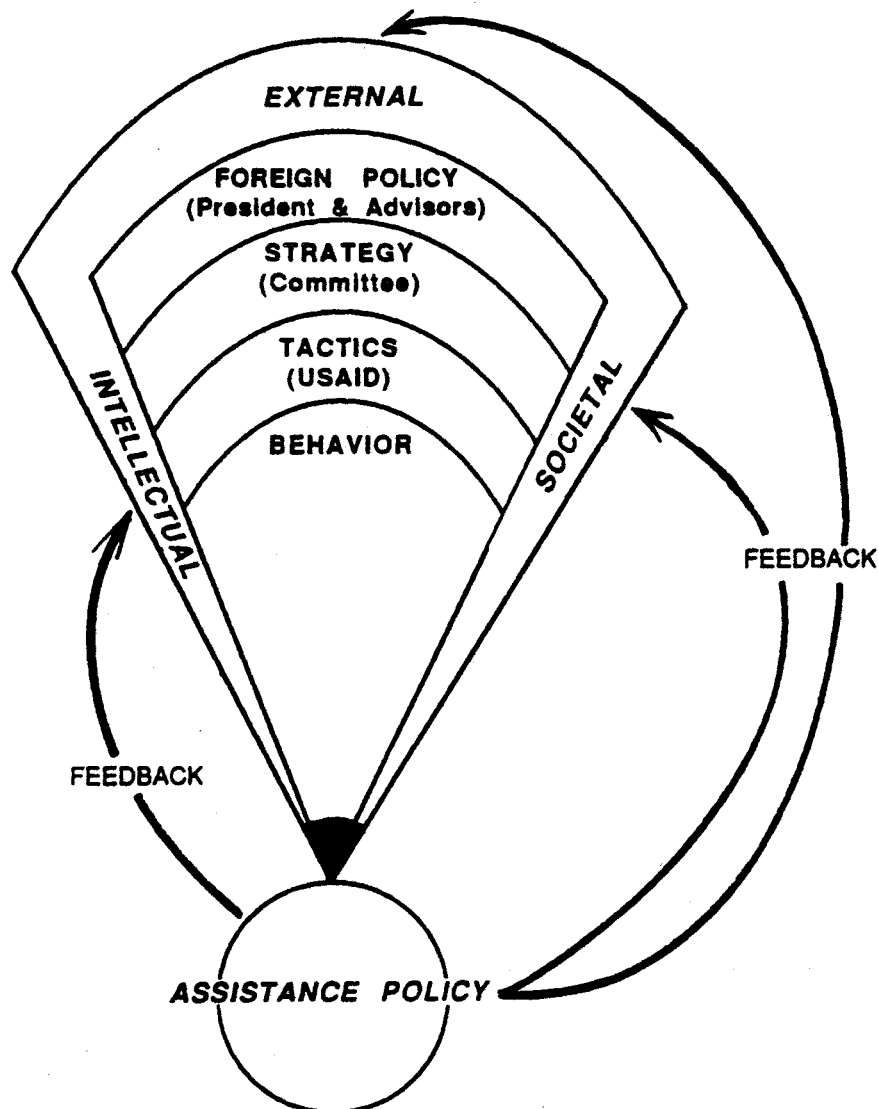 EXTERNAL
FOREIGN POLICY
(President & Advisors)
STRATEGY
(Committee)
TACTICS
(USAID)
BEHAVIOR
INTELLECTUAL
SOCIETAL
FEEDBACK
FEEDBACK
ASSISTANCE POLICY